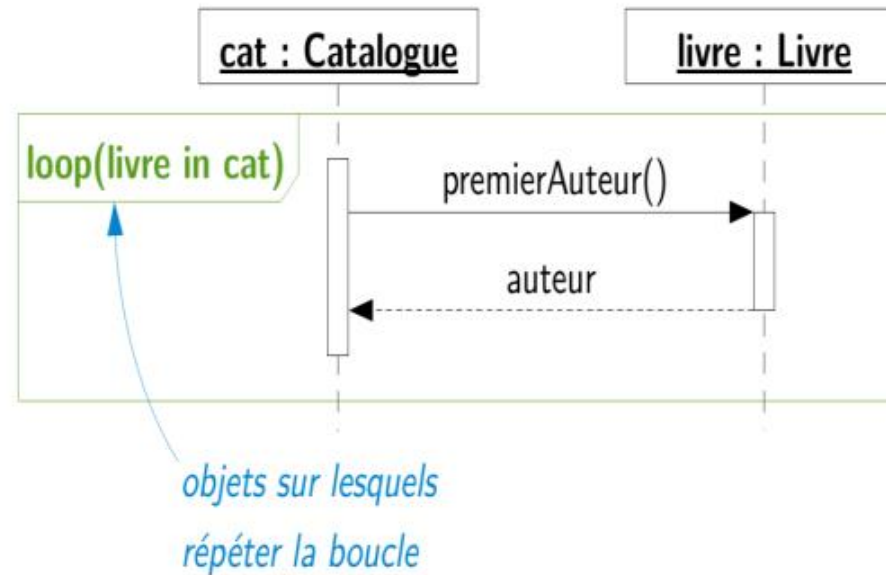 cat : Catalogue
livre : Livre
loop(livre in cat)
premierAuteur()
auteur
objets sur lesquels
répéter la boucle